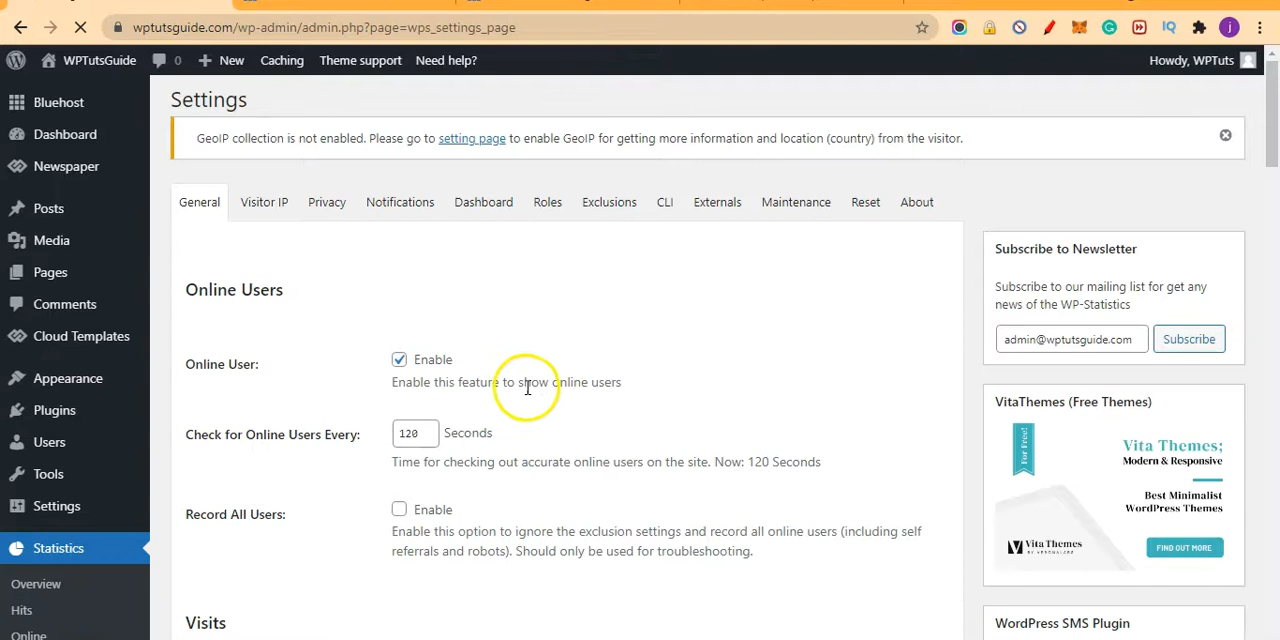 wptutsguide.com/wp-admin/admin.php?page=wps_settings_page
WPTutsGuide 0 New Caching Theme support Need help? Howdy, WPTuts
Bluehost
Dashboard
Newspaper
Posts
Media
Pages
Comments
Cloud Templates
Appearance
Plugins
Users
Tools
Settings
Statistics
Overview
Hits
Online
Settings
GeoIP collection is not enabled. Please go to setting page to enable GeoIP for getting more information and location (country) from the visitor.
General Visitor IP Privacy Notifications Dashboard Roles Exclusions CLI Externals Maintenance Reset About
Online Users
Online User: Enable
Enable this feature to show online users
Check for Online Users Every: 120 Seconds
Time for checking out accurate online users on the site. Now: 120 Seconds
Record All Users: Enable
Enable this option to ignore the exclusion settings and record all online users (including self
referrals and robots). Should only be used for troubleshooting.
Visits
Subscribe to Newsletter
Subscribe to our mailing list for get any
news of the WP-Statistics
admin@wptutsguide.com Subscribe
VitaThemes (Free Themes)
For Free!
Vita Themes;
Modern & Responsive
Best Minimalist
WordPress Themes
Vita Themes
FIND OUT MORE
WordPress SMS Plugin